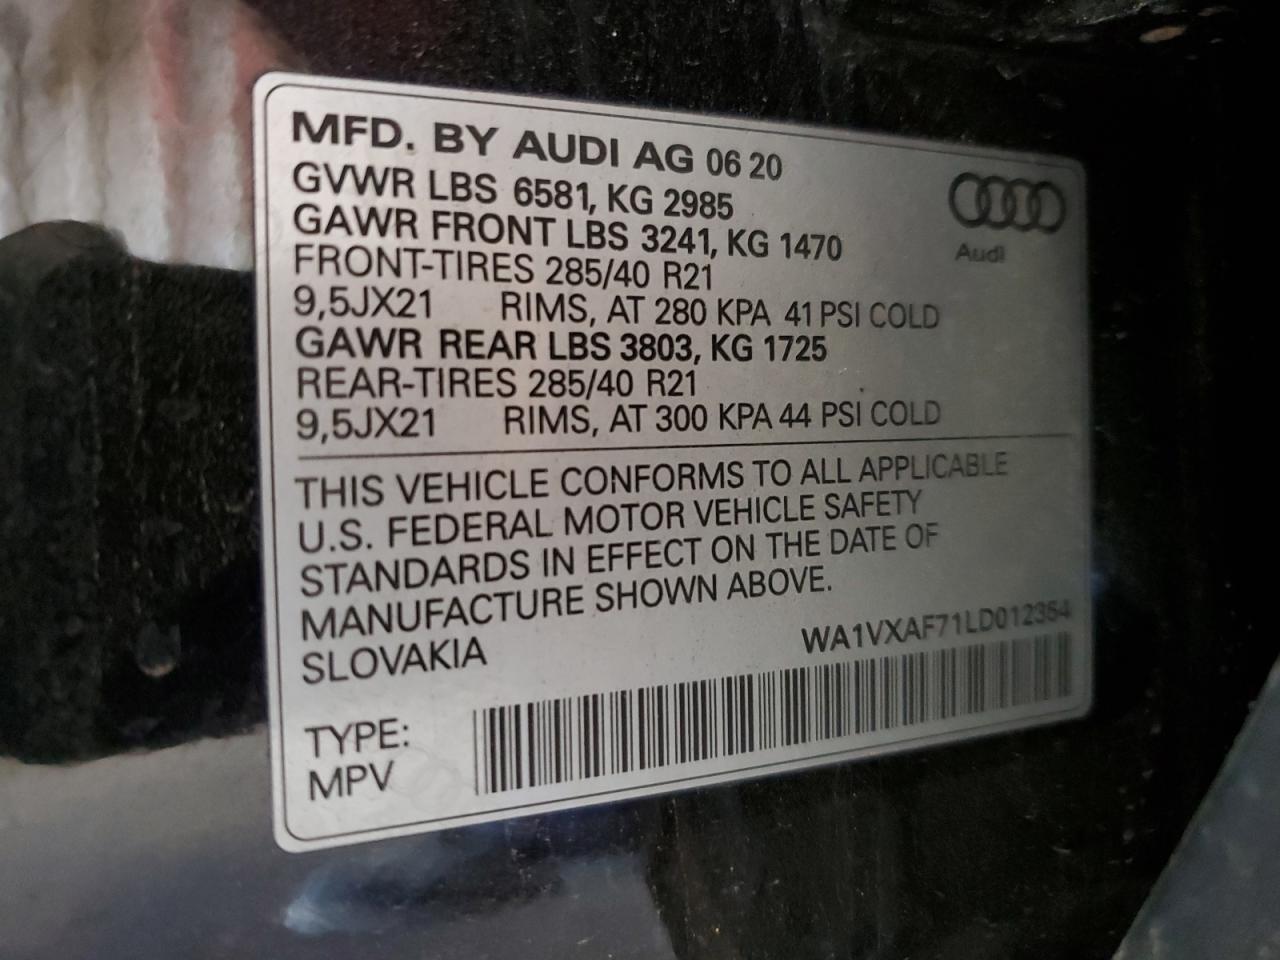 MFD. BY AUDI AG 06 20
GVWR LBS 6581, KG 2985
GAWR FRONT LBS 3241, KG 1470
FRONT-TIRES 285/40 R21
9,5JX21 RIMS, AT 280 KPA 41 PSI COLD
GAWR REAR LBS 3803, KG 1725
REAR-TIRES 285/40 R21
9,5JX21 RIMS, AT 300 KPA 44 PSI COLD
Audi
THIS VEHICLE CONFORMS TO ALL APPLICABLE
U.S. FEDERAL MOTOR VEHICLE SAFETY
STANDARDS IN EFFECT ON THE DATE OF
MANUFACTURE SHOWN ABOVE.
SLOVAKIA WA1VXAF71LD012354
TYPE:
MPV